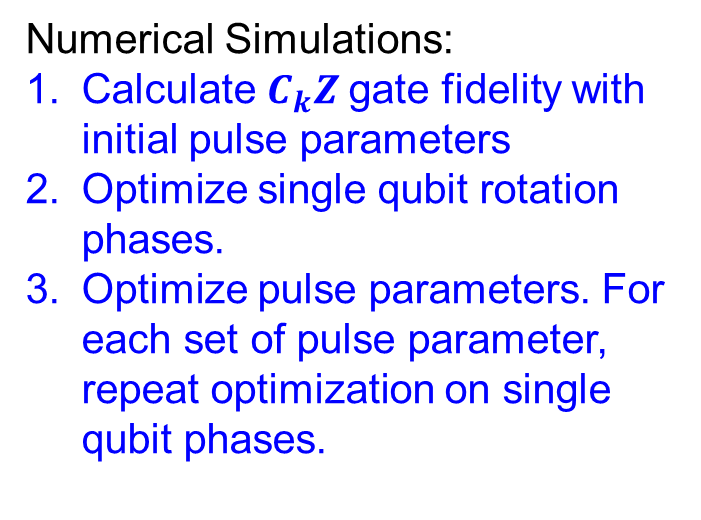 Numerical Simulations:
1. Calculate CₖZ gate fidelity with
initial pulse parameters
2. Optimize single qubit rotation
phases.
3. Optimize pulse parameters. For
each set of pulse parameter,
repeat optimization on single
qubit phases.